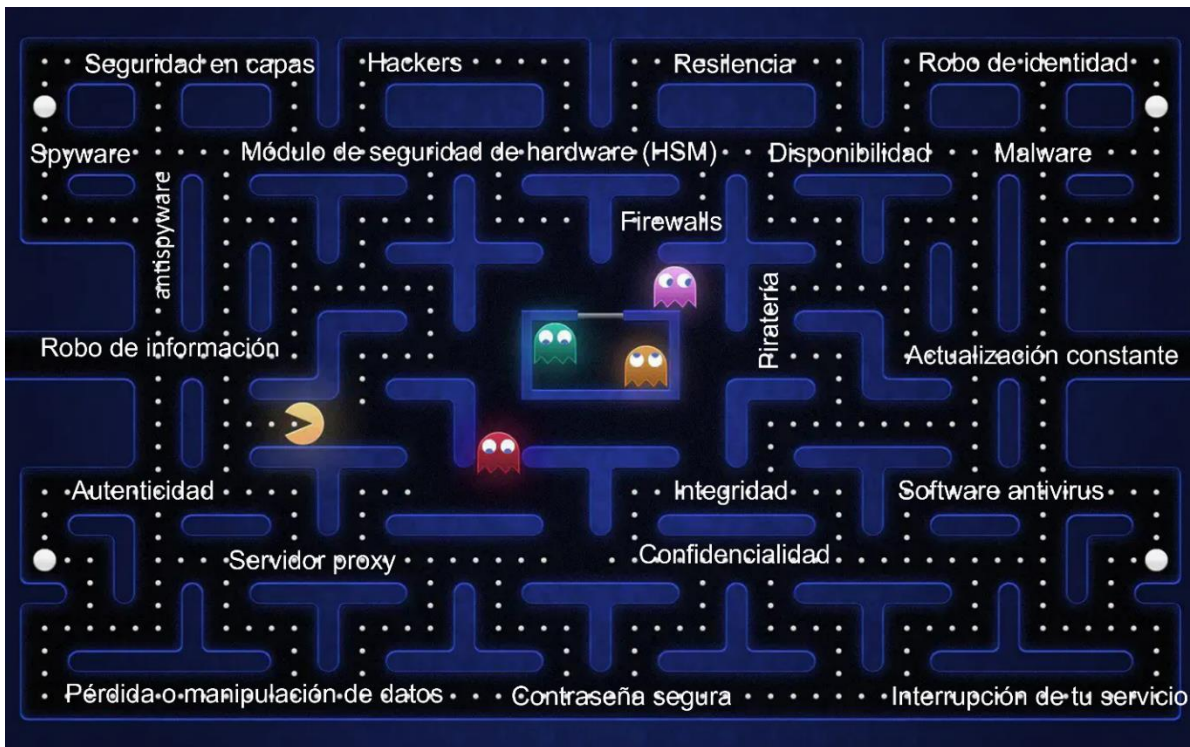 Seguridad en capas
Hackers
Resilencia
Robo de identidad
Spyware
Módulo de seguridad de hardware (HSM)
Disponibilidad
Malware
antispyware
Firewalls
Piratería
Robo de información
Actualización constante
Autenticidad
Integridad
Software antivirus
Servidor proxy
Confidencialidad
Pérdida o manipulación de datos
Contraseña segura
Interrupción de tu servicio